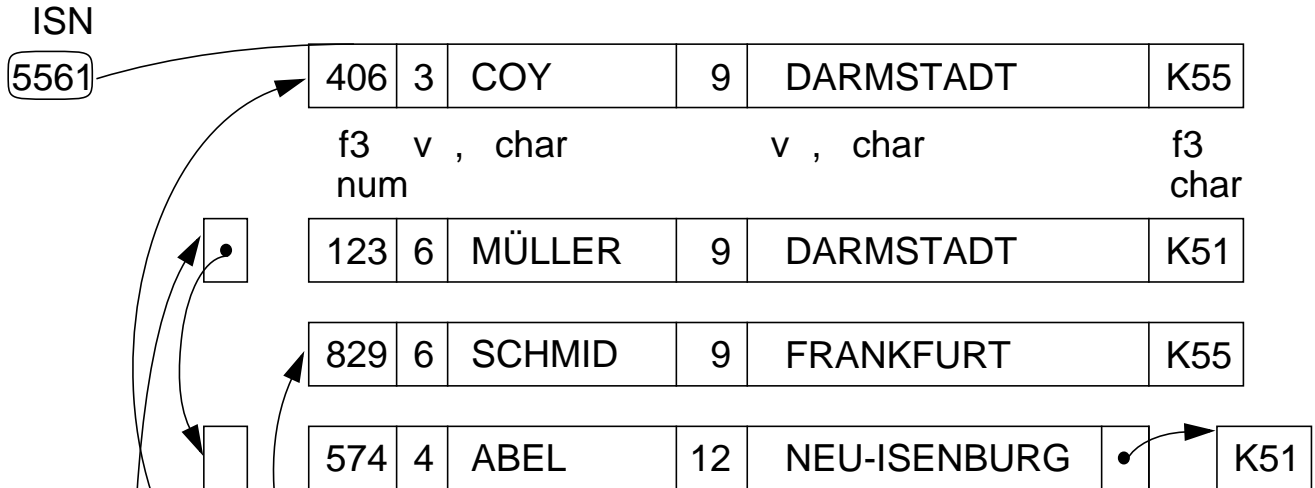 ISN
5561 406 3 COY 9 DARMSTADT K55
f3 v , char v , char f3
num char
123 6 MÜLLER 9 DARMSTADT K51
829 6 SCHMID 9 FRANKFURT K55
574 4 ABEL 12 NEU-ISENBURG K51